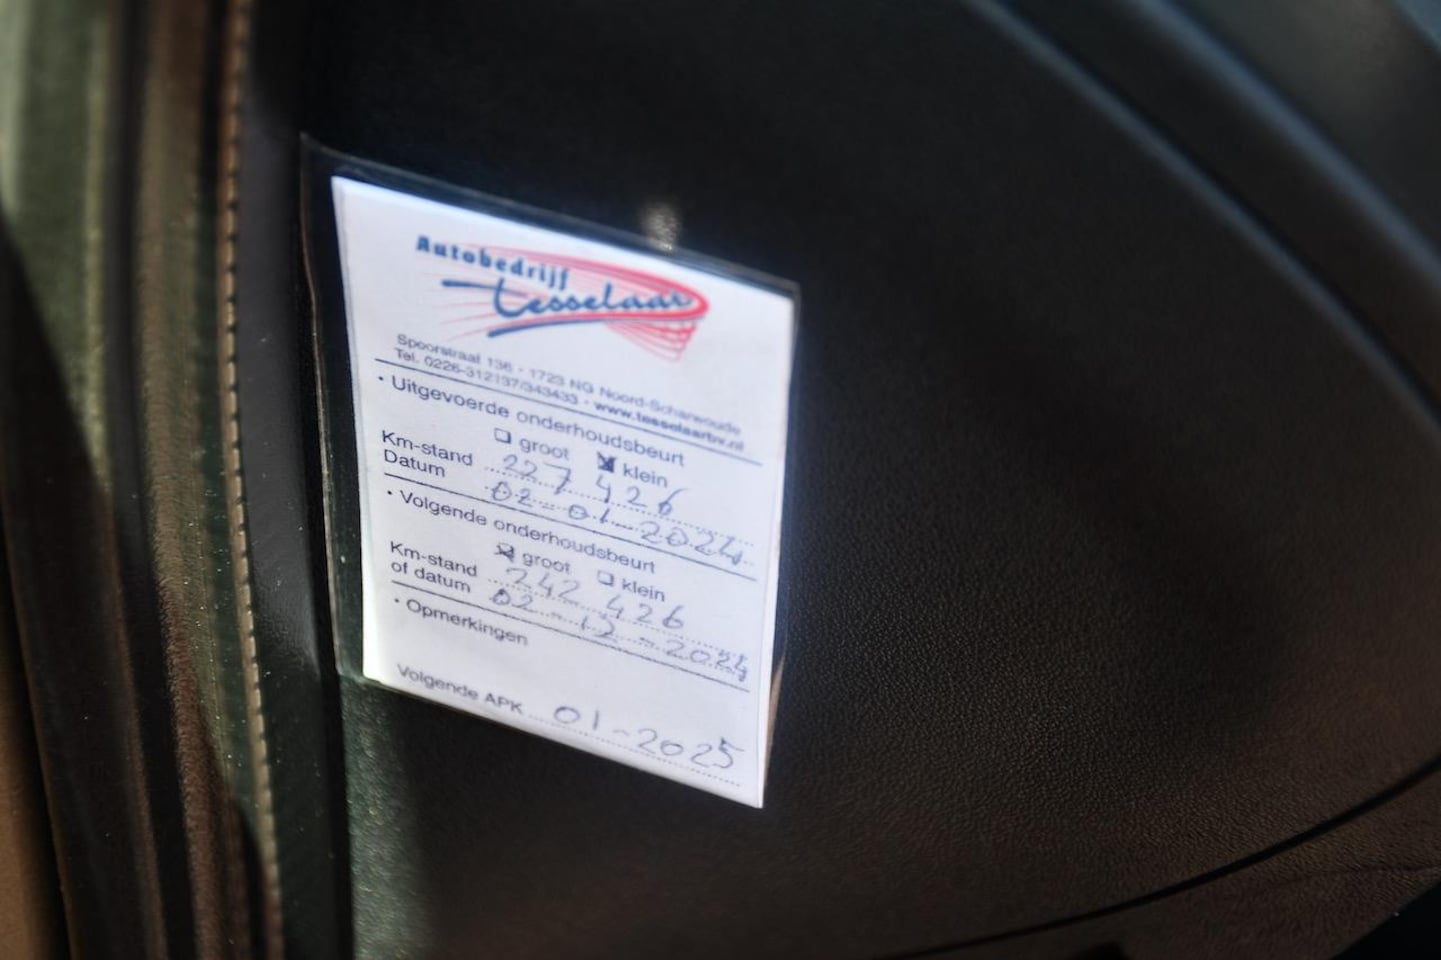 Autobedrijf
Tesselaar
Spoorstraat 136 - 1723 NG Noord-Scharwoude
Tel. 0226-312137/343433 - www.tesselaarbv.nl
• Uitgevoerde onderhoudsbeurt
groot klein
Km-stand 227 426
Datum 02-01-2024
• Volgende onderhoudsbeurt
groot klein
Km-stand 242 426
of datum 02-12-2024
• Opmerkingen
Volgende APK 01-2025